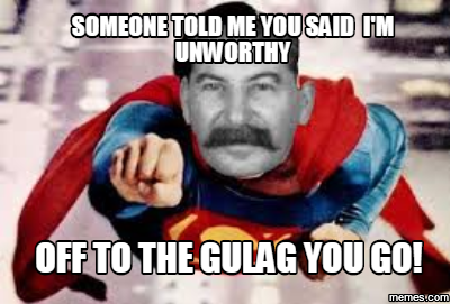 SOMEONE TOLD ME YOU SAID I'M
UNWORTHY
OFF TO THE GULAG YOU GO!
memes.com